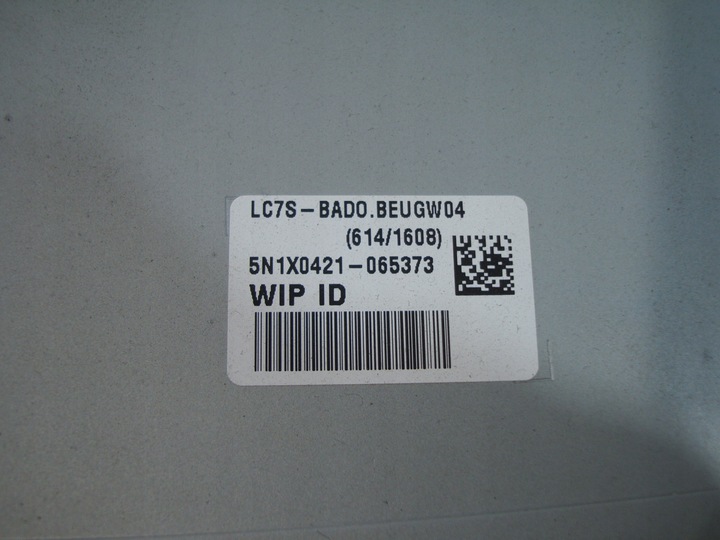 LC7S-BADO.BEUGW04
(614/1608)
5N1X0421-065373
WIP ID